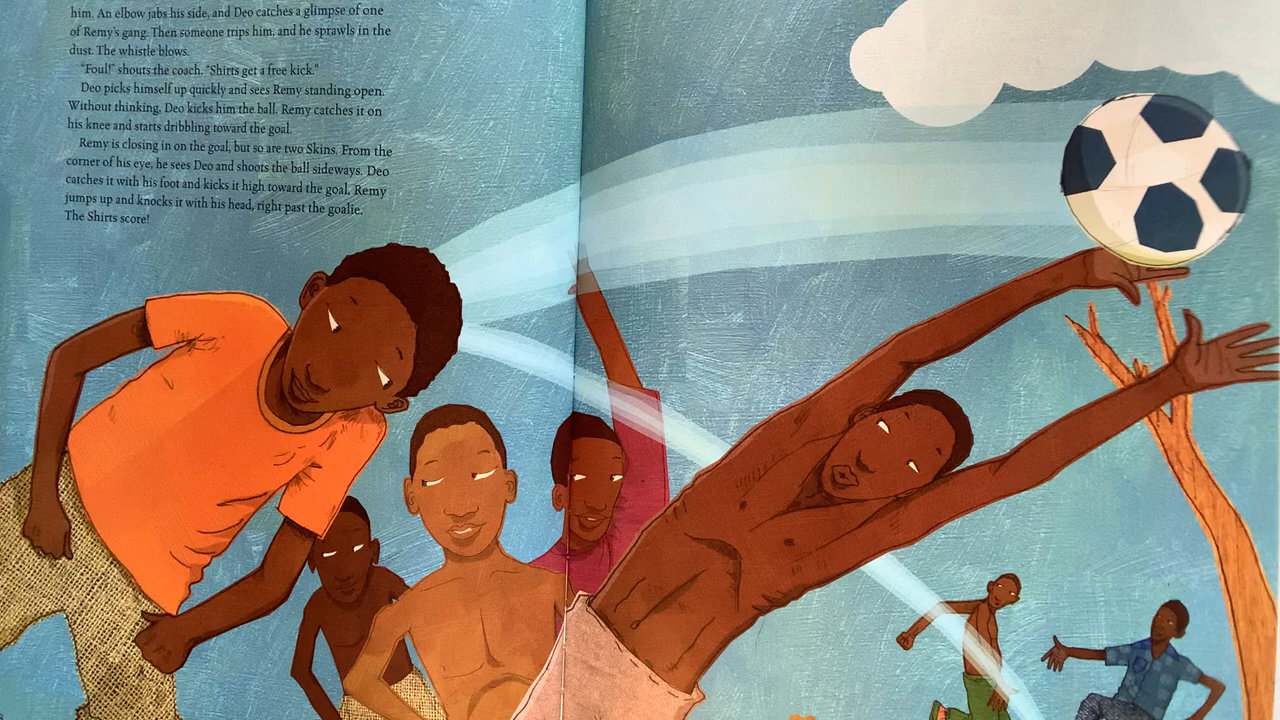 him. An elbow jabs his side, and Deo catches a glimpse of one
of Remy's gang. Then someone trips him, and he sprawls in the
dust. The whistle blows.
"Foul!" shouts the coach. "Shirts get a free kick."
Deo picks himself up quickly and sees Remy standing open.
Without thinking, Deo kicks him the ball. Remy catches it on
his knee and starts dribbling toward the goal.
Remy is closing in on the goal, but so are two Skins. From the
corner of his eye, he sees Deo and shoots the ball sideways. Deo
catches it with his foot and kicks it high toward the goal. Remy
jumps up and knocks it with his head, right past the goalie.
The Shirts score!